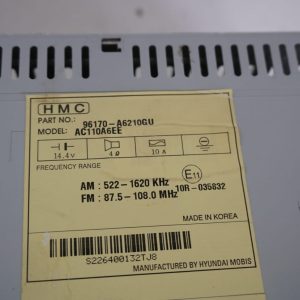 HMC
PART NO.: 96170-A6210GU
MODEL: AC110A6EE
14.4V 4Ω 10A
FREQUENCY RANGE
E11
AM : 522-1620 KHz
10R-035832
FM : 87.5-108.0 MHz
MADE IN KOREA
S226400132TJ8
MANUFACTURED BY HYUNDAI MOBIS